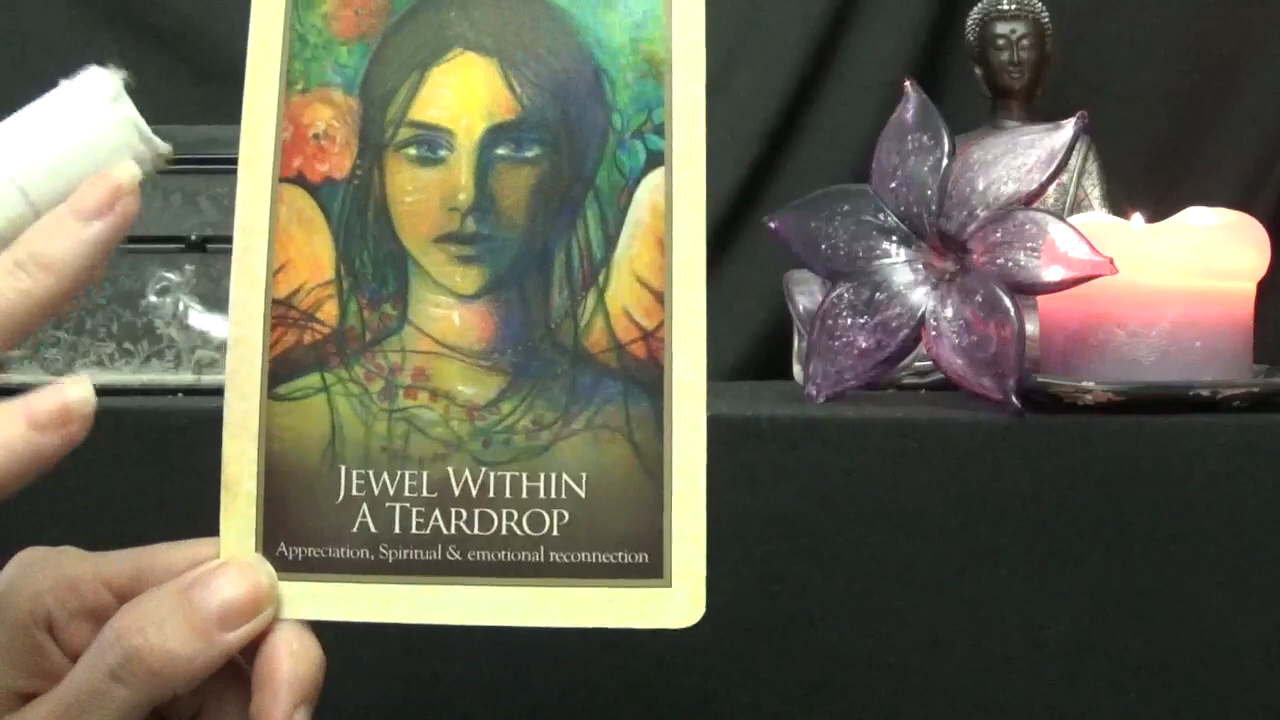 JEWEL WITHIN
A TEARDROP
Appreciation, Spiritual & emotional reconnection